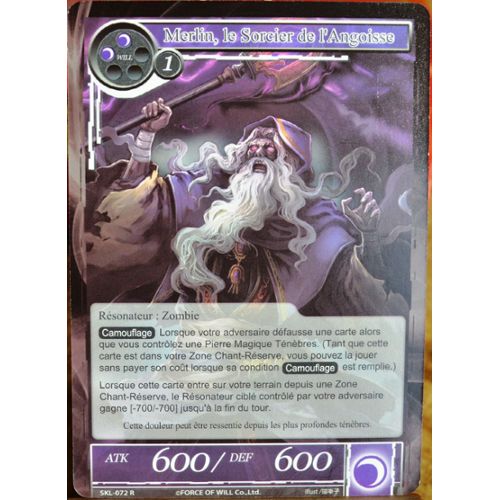 Merlin, le Sorcier de l'Angoisse
WILL
1
Résonateur : Zombie
Camouflage Lorsque votre adversaire défausse une carte alors
que vous contrôlez une Pierre Magique Ténèbres. (Tant que cette
carte est dans votre Zone Chant-Réserve, vous pouvez la jouer
sans payer son coût lorsque sa condition Camouflage est remplie.)
Lorsque cette carte entre sur votre terrain depuis une Zone
Chant-Réserve, le Résonateur ciblé contrôlé par votre adversaire
gagne [-700/-700] jusqu'à la fin du tour.
Cette douleur peut être ressentie depuis les plus profondes ténèbres.
ATK 600/ DEF 600
SKL-072 R ©FORCE OF WILL Co.,Ltd. Illust/